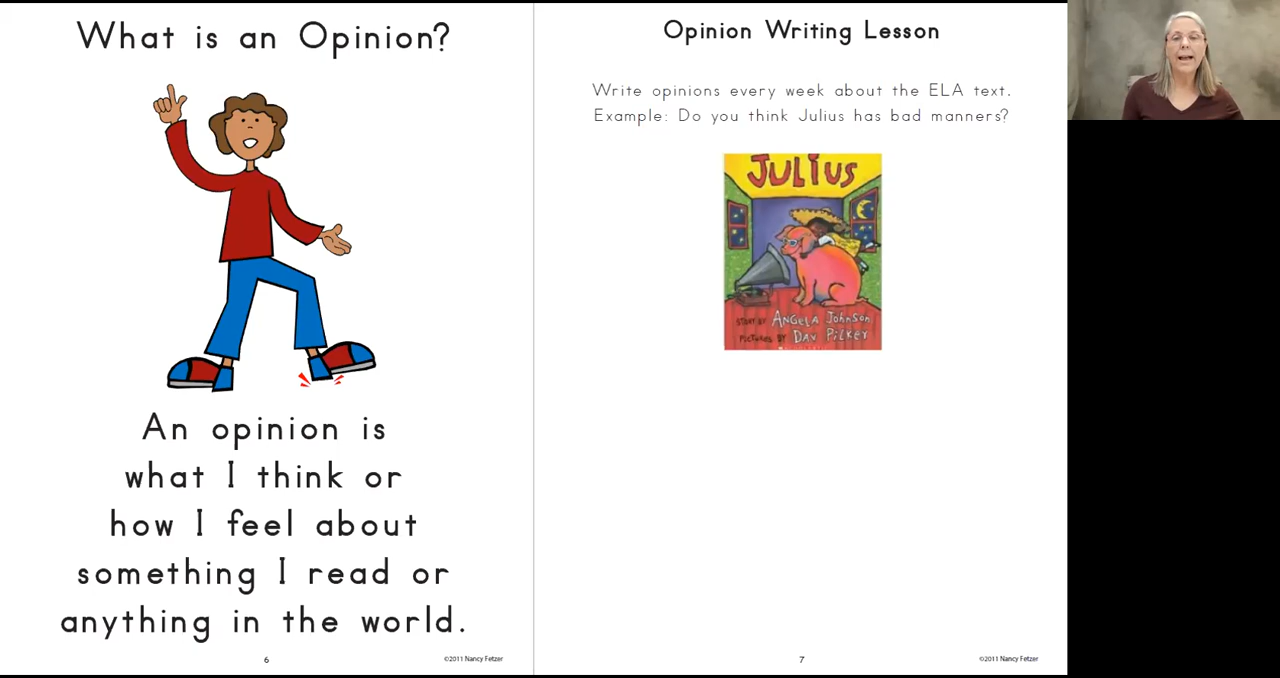 What is an Opinion?
An opinion is
what I think or
how I feel about
something I read or
anything in the world.
6
©2011 Nancy Fetzer
Opinion Writing Lesson
Write opinions every week about the ELA text.
Example: Do you think Julius has bad manners?
JULIUS
STORY BY ANGELA JOHNSON
PICTURES BY DAV PILKEY
7
©2011 Nancy Fetzer